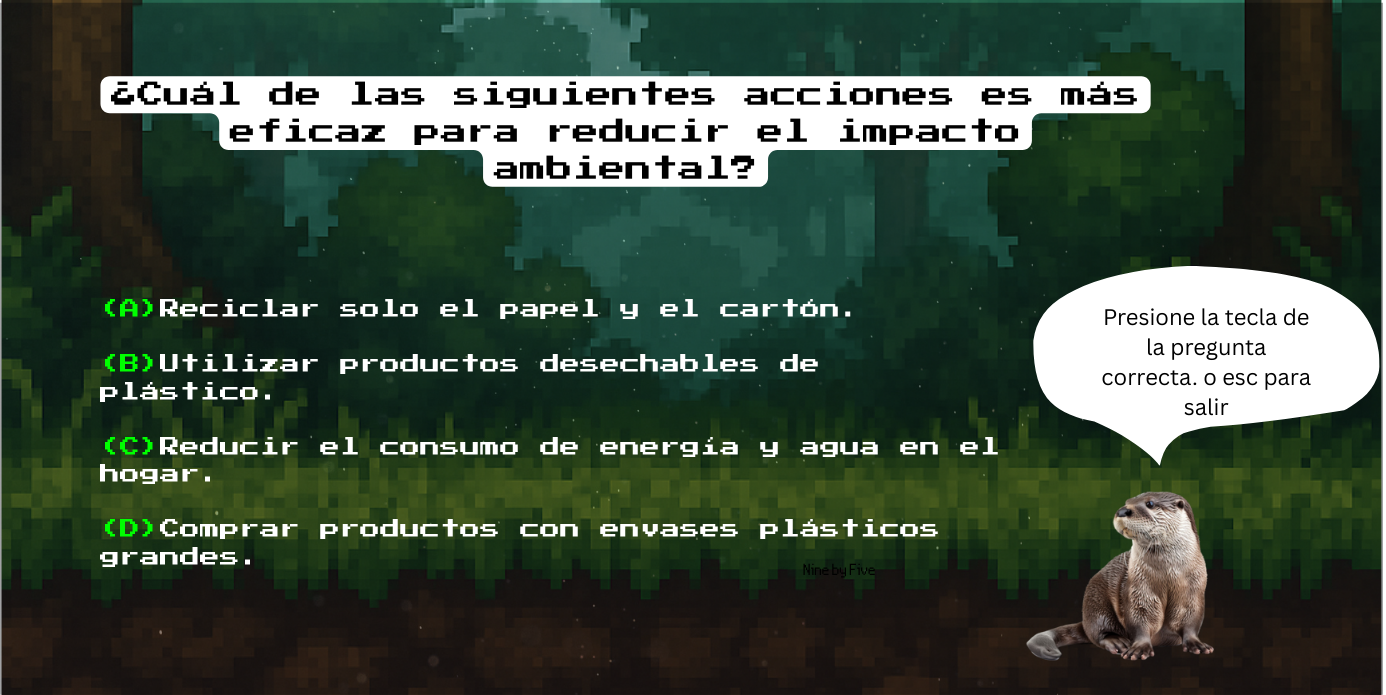 ¿Cuál de las siguientes acciones es más
eficaz para reducir el impacto
ambiental?
(A)Reciclar solo el papel y el cartón.
(B)Utilizar productos desechables de
plástico.
(C)Reducir el consumo de energía y agua en el
hogar.
(D)Comprar productos con envases plásticos
grandes.
Presione la tecla de
la pregunta
correcta. o esc para
salir
Nine by Five